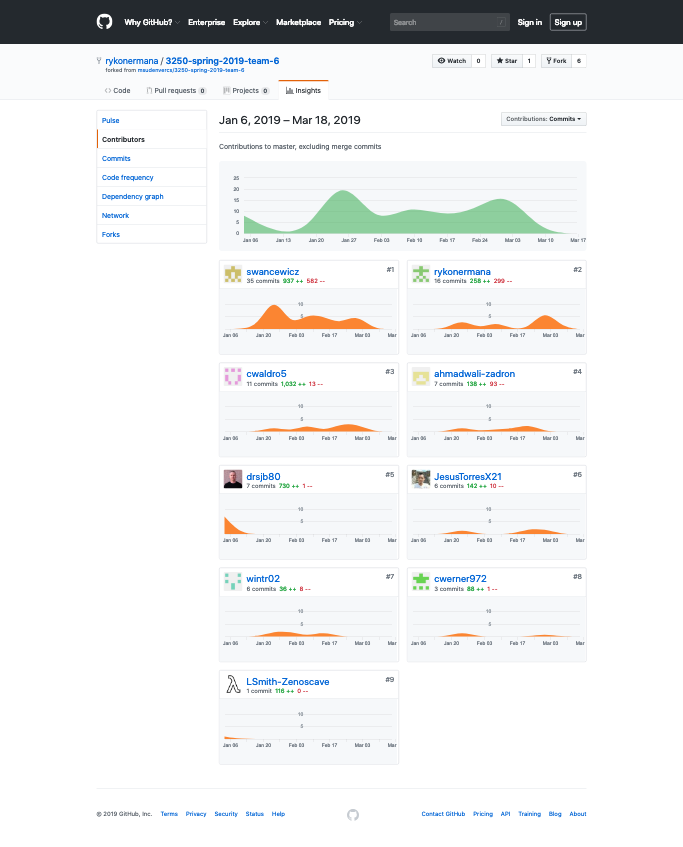 Why GitHub? Enterprise Explore Marketplace Pricing Search / Sign in Sign up
rykonermana / 3250-spring-2019-team-6 Watch 0 Star 1 Fork 6
forked from msudenvercs/3250-spring-2019-team-6
Code Pull requests 0 Projects 0 Insights
Pulse
Contributors
Commits
Code frequency
Dependency graph
Network
Forks
Jan 6, 2019 – Mar 18, 2019 Contributions: Commits
Contributions to master, excluding merge commits
25
20
15
10
5
0
Jan 06 Jan 13 Jan 20 Jan 27 Feb 03 Feb 10 Feb 17 Feb 24 Mar 03 Mar 10 Mar 17
swancewicz #1
35 commits 937 ++ 562 --
10
5
Jan 06 Jan 20 Feb 03 Feb 17 Mar 03 Mar
rykonermana #2
16 commits 258 ++ 299 --
10
5
Jan 06 Jan 20 Feb 03 Feb 17 Mar 03 Mar
cwaldro5 #3
11 commits 1,032 ++ 13 --
10
5
Jan 06 Jan 20 Feb 03 Feb 17 Mar 03 Mar
ahmadwali-zadron #4
7 commits 138 ++ 93 --
10
5
Jan 06 Jan 20 Feb 03 Feb 17 Mar 03 Mar
drsjb80 #5
7 commits 730 ++ 1 --
10
5
Jan 06 Jan 20 Feb 03 Feb 17 Mar 03 Mar
JesusTorresX21 #6
6 commits 142 ++ 10 --
10
5
Jan 06 Jan 20 Feb 03 Feb 17 Mar 03 Mar
wintr02 #7
6 commits 36 ++ 8 --
10
5
Jan 06 Jan 20 Feb 03 Feb 17 Mar 03 Mar
cwerner972 #8
3 commits 88 ++ 1 --
10
5
Jan 06 Jan 20 Feb 03 Feb 17 Mar 03 Mar
LSmith-Zenoscave #9
1 commit 116 ++ 0 --
10
5
Jan 06 Jan 20 Feb 03 Feb 17 Mar 03 Mar
© 2019 GitHub, Inc. Terms Privacy Security Status Help Contact GitHub Pricing API Training Blog About